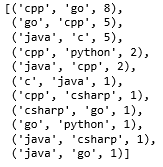 [('cpp', 'go', 8),
('go', 'cpp', 5),
('java', 'c', 5),
('cpp', 'python', 2),
('java', 'cpp', 2),
('c', 'java', 1),
('cpp', 'csharp', 1),
('csharp', 'go', 1),
('go', 'python', 1),
('java', 'csharp', 1),
('java', 'go', 1)]